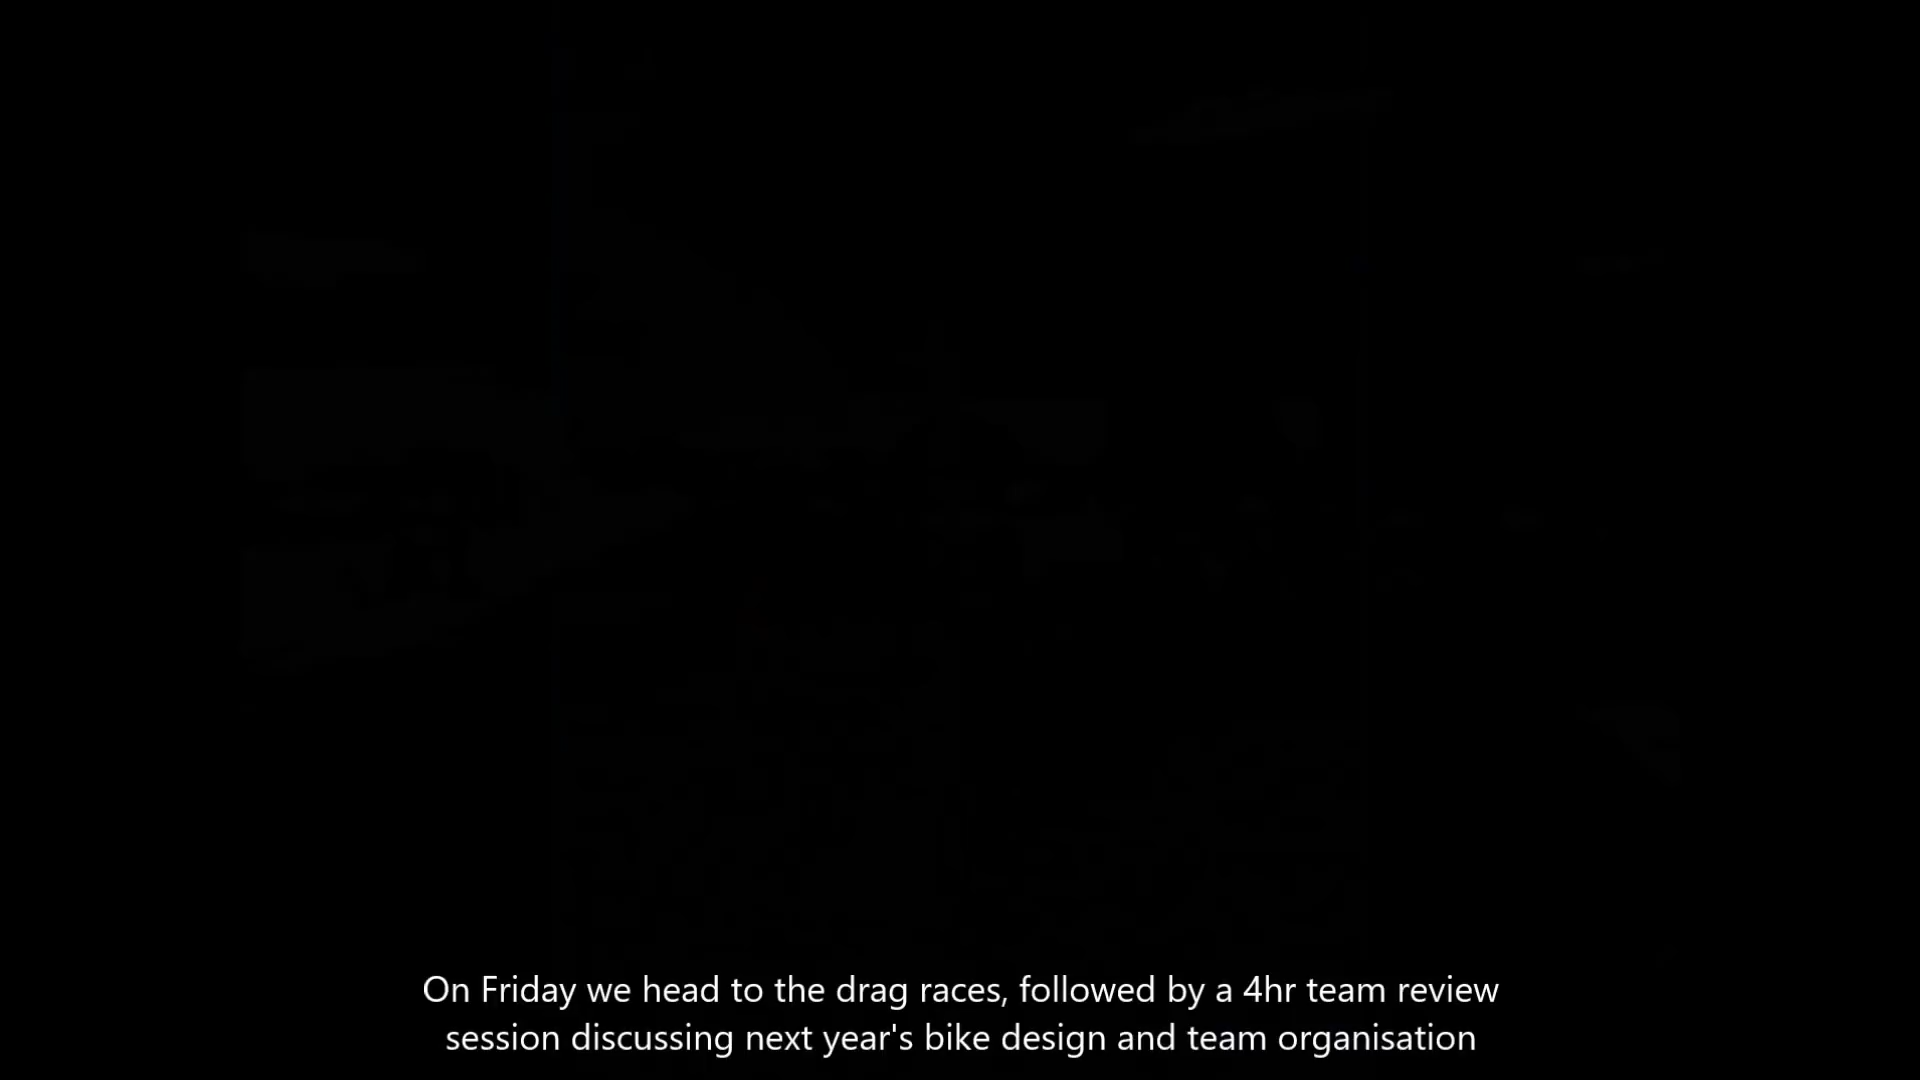 On Friday we head to the drag races, followed by a 4hr team review
session discussing next year's bike design and team organisation